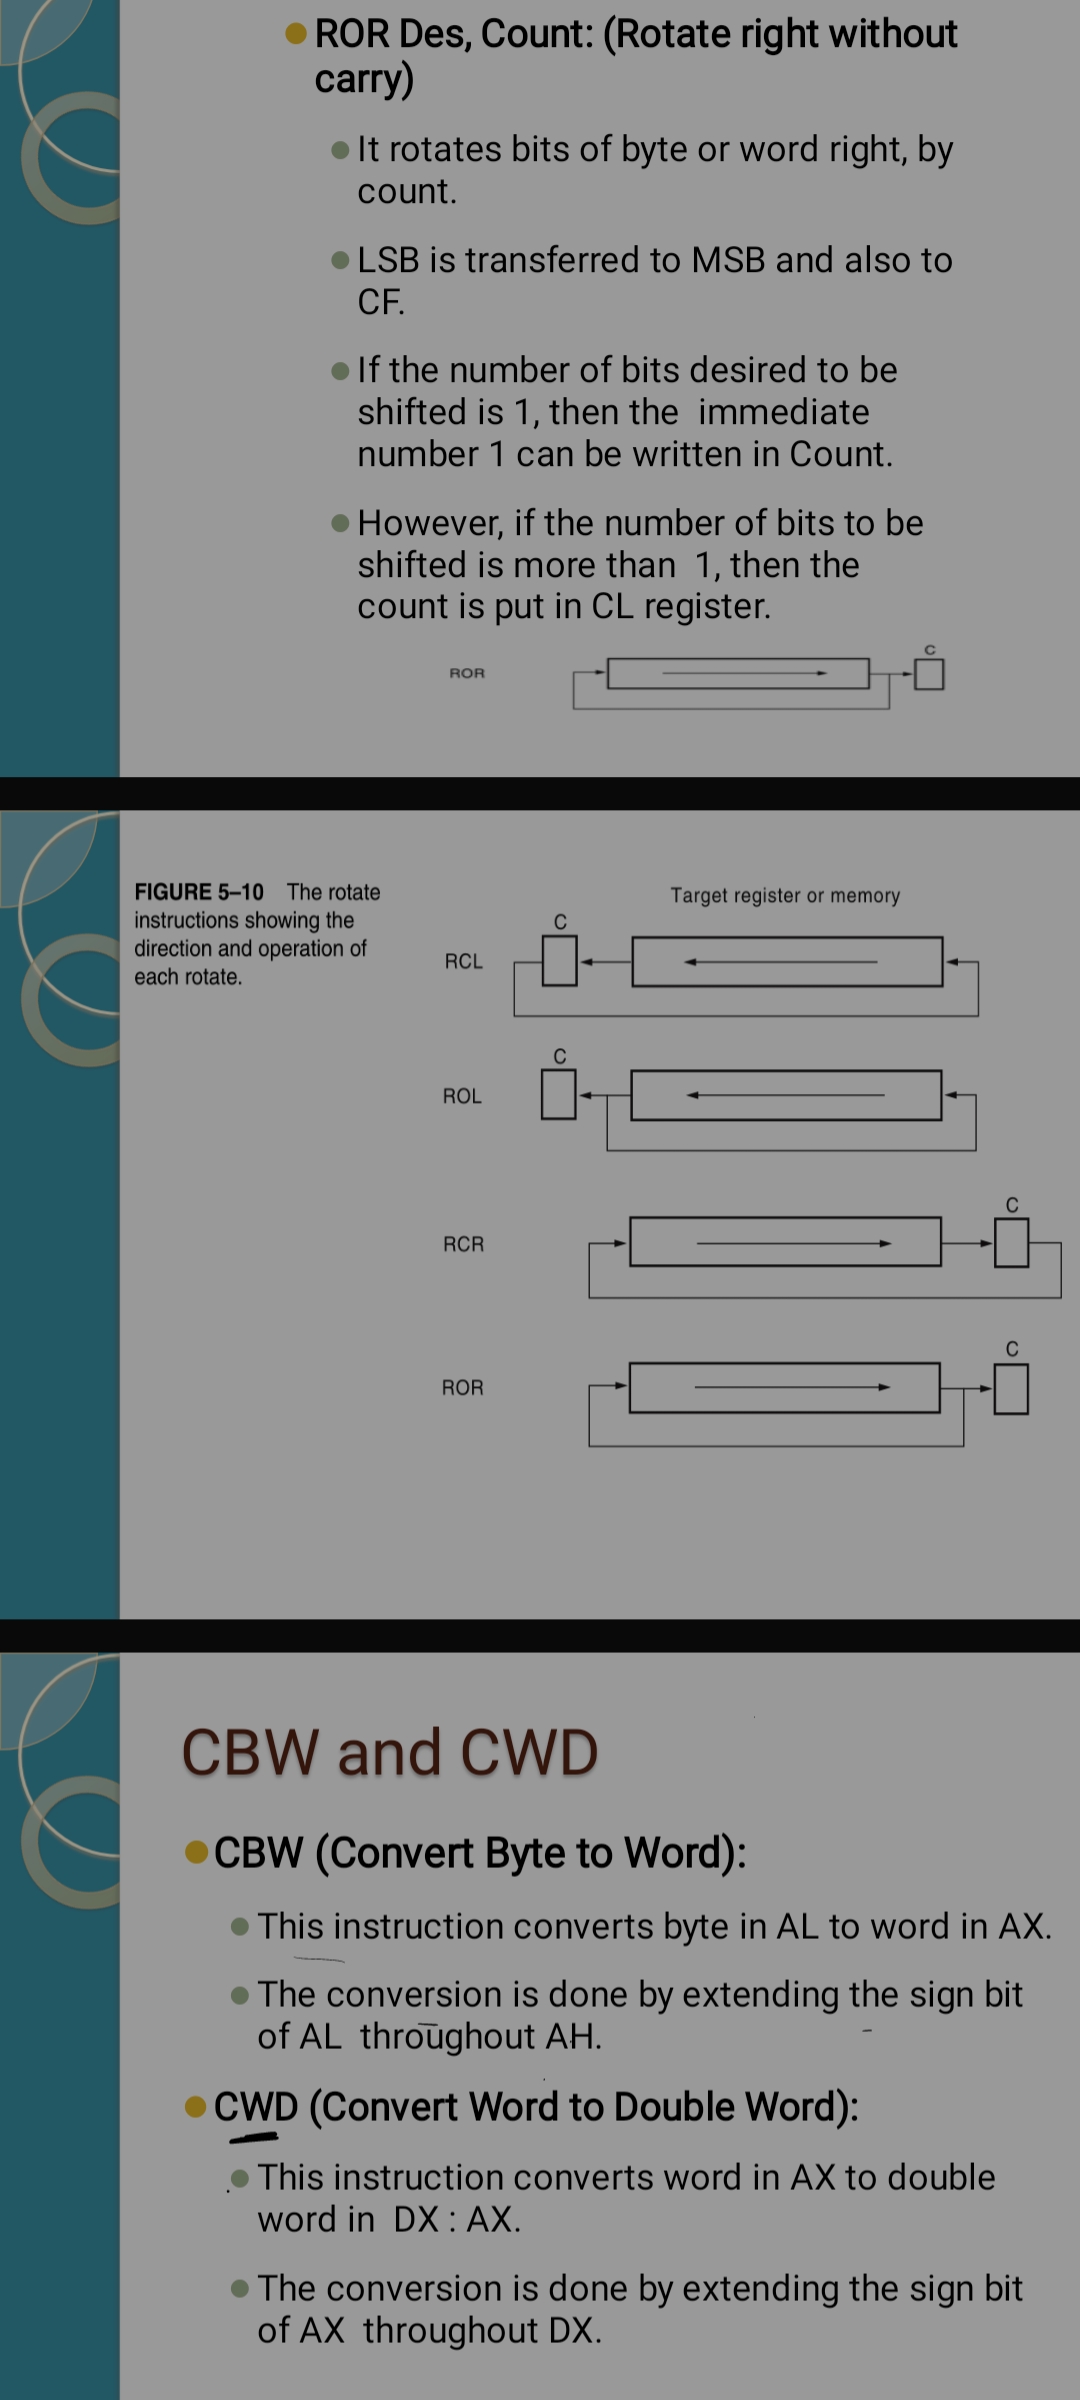 ROR Des, Count: (Rotate right without
carry)
It rotates bits of byte or word right, by
count.
LSB is transferred to MSB and also to
CF.
If the number of bits desired to be
shifted is 1, then the immediate
number 1 can be written in Count.
However, if the number of bits to be
shifted is more than 1, then the
count is put in CL register.
C
ROR
FIGURE 5–10 The rotate
instructions showing the
direction and operation of
each rotate.
Target register or memory
C
RCL
C
ROL
C
RCR
C
ROR
CBW and CWD
CBW (Convert Byte to Word):
This instruction converts byte in AL to word in AX.
The conversion is done by extending the sign bit
of AL throughout AH.
CWD (Convert Word to Double Word):
This instruction converts word in AX to double
word in DX : AX.
The conversion is done by extending the sign bit
of AX throughout DX.